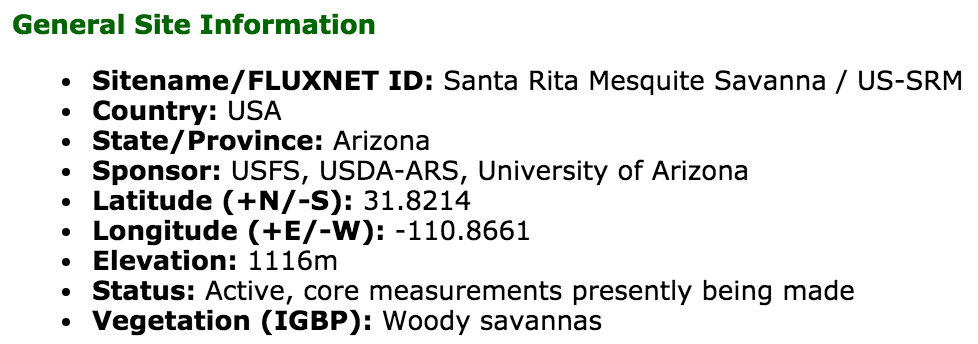 General Site Information
• Sitename/FLUXNET ID: Santa Rita Mesquite Savanna / US-SRM
• Country: USA
• State/Province: Arizona
• Sponsor: USFS, USDA-ARS, University of Arizona
• Latitude (+N/-S): 31.8214
• Longitude (+E/-W): -110.8661
• Elevation: 1116m
• Status: Active, core measurements presently being made
• Vegetation (IGBP): Woody savannas